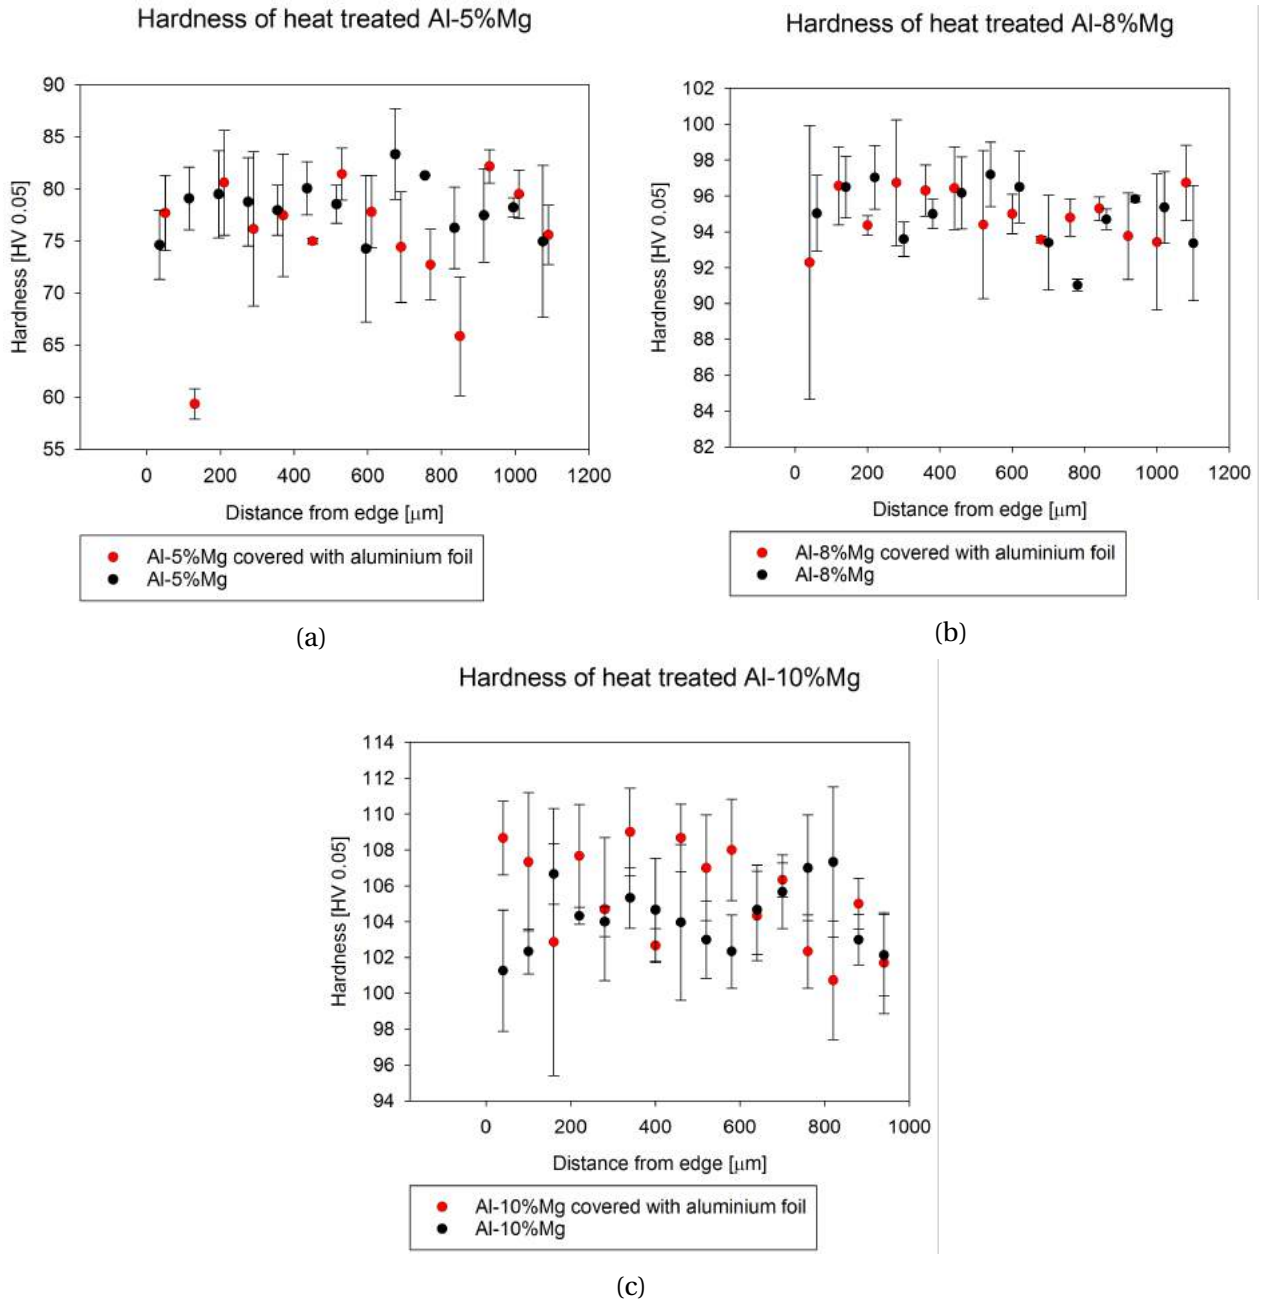 Hardness of heat treated Al-5%Mg
90
85
80
75
70
65
60
55
Hardness [HV 0.05]
0 200 400 600 800 1000 1200
Distance from edge [μm]
Al-5%Mg covered with aluminium foil
Al-5%Mg
(a)
Hardness of heat treated Al-8%Mg
102
100
98
96
94
92
90
88
86
84
82
Hardness [HV 0.05]
0 200 400 600 800 1000 1200
Distance from edge [μm]
Al-8%Mg covered with aluminium foil
Al-8%Mg
(b)
Hardness of heat treated Al-10%Mg
114
112
110
108
106
104
102
100
98
96
94
Hardness [HV 0.05]
0 200 400 600 800 1000
Distance from edge [μm]
Al-10%Mg covered with aluminium foil
Al-10%Mg
(c)